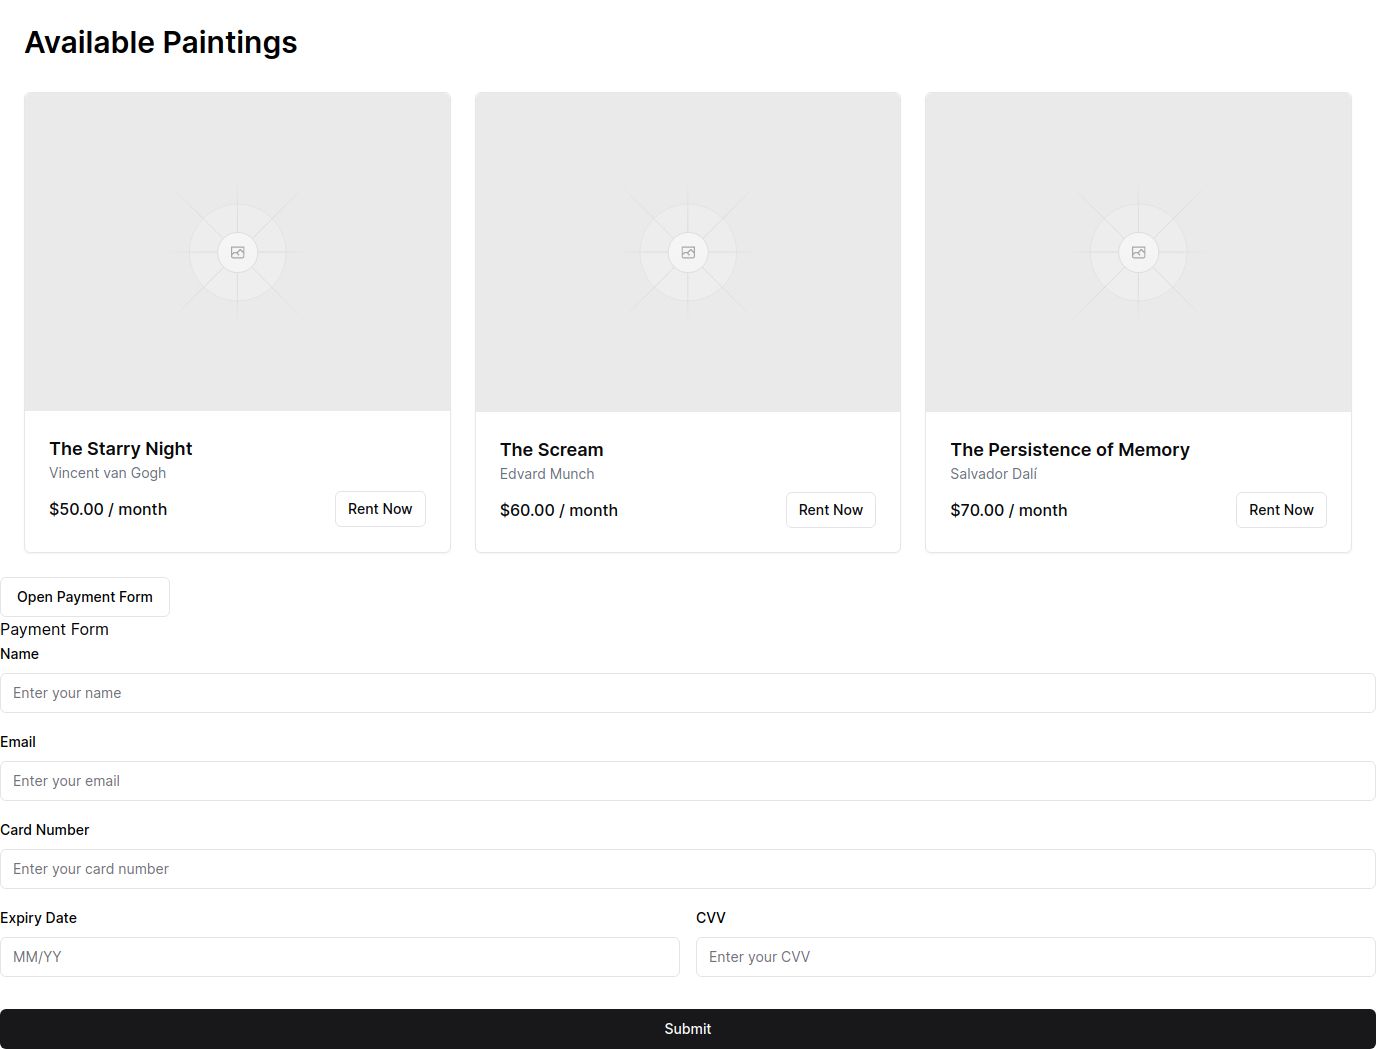 Available Paintings
The Starry Night
Vincent van Gogh
$50.00 / month
Rent Now
The Scream
Edvard Munch
$60.00 / month
Rent Now
The Persistence of Memory
Salvador Dalí
$70.00 / month
Rent Now
Open Payment Form
Payment Form
Name
Enter your name
Email
Enter your email
Card Number
Enter your card number
Expiry Date
MM/YY
CVV
Enter your CVV
Submit